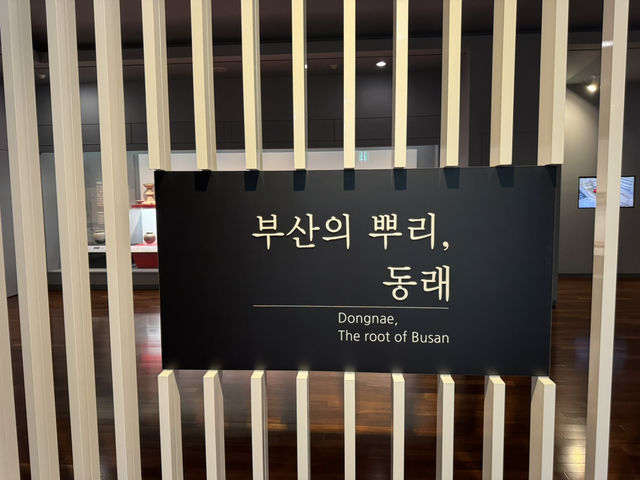 부산의 뿌리,
동래
Dongnae,
The root of Busan